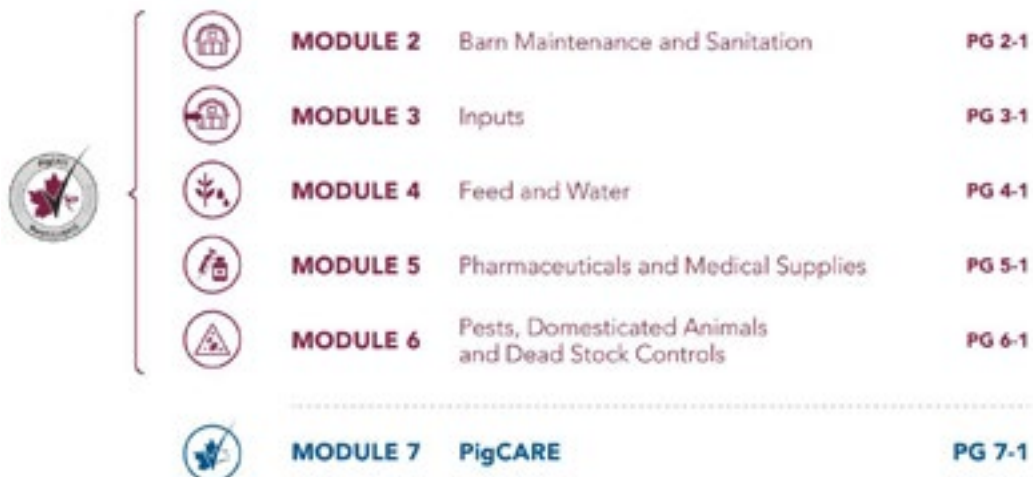 MODULE 2 Barn Maintenance and Sanitation PG 2-1
MODULE 3 Inputs PG 3-1
MODULE 4 Feed and Water PG 4-1
MODULE 5 Pharmaceuticals and Medical Supplies PG 5-1
MODULE 6 Pests, Domesticated Animals
and Dead Stock Controls PG 6-1
MODULE 7 PigCARE PG 7-1